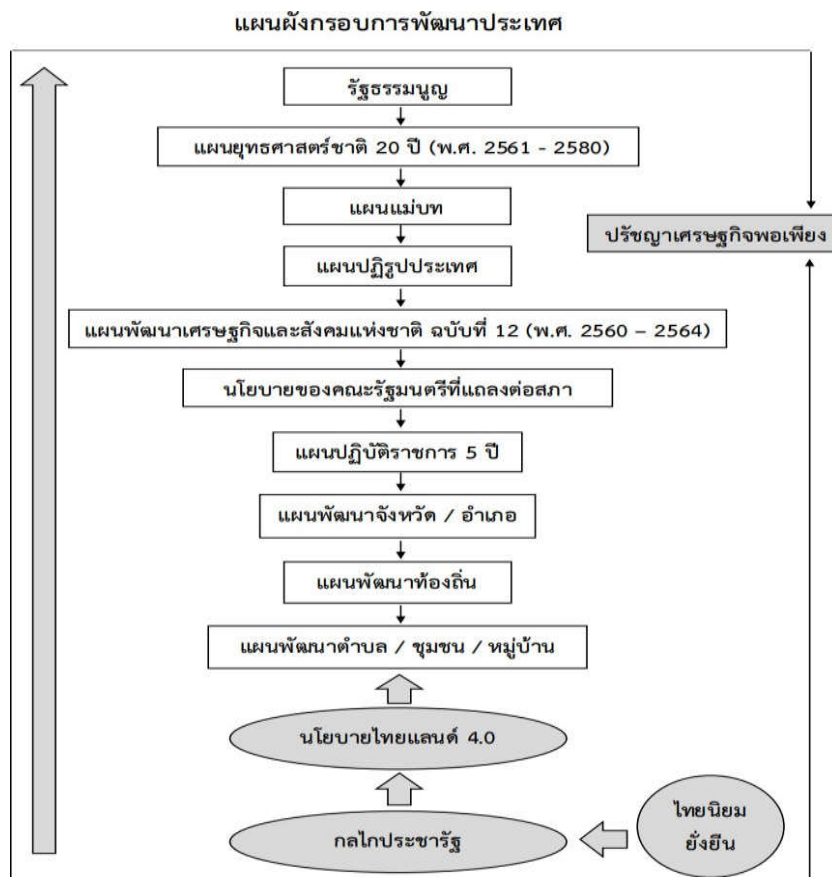 แผนผังกรอบการพัฒนาประเทศ
รัฐธรรมนูญ
แผนยุทธศาสตร์ชาติ 20 ปี (พ.ศ. 2561 - 2580)
แผนแม่บท
ปรัชญาเศรษฐกิจพอเพียง
แผนปฏิรูปประเทศ
แผนพัฒนาเศรษฐกิจและสังคมแห่งชาติ ฉบับที่ 12 (พ.ศ. 2560 – 2564)
นโยบายของคณะรัฐมนตรีที่แถลงต่อสภา
แผนปฏิบัติราชการ 5 ปี
แผนพัฒนาจังหวัด / อำเภอ
แผนพัฒนาท้องถิ่น
แผนพัฒนาตำบล / ชุมชน / หมู่บ้าน
นโยบายไทยแลนด์ 4.0
กลไกประชารัฐ
ไทยนิยม
ยั่งยืน